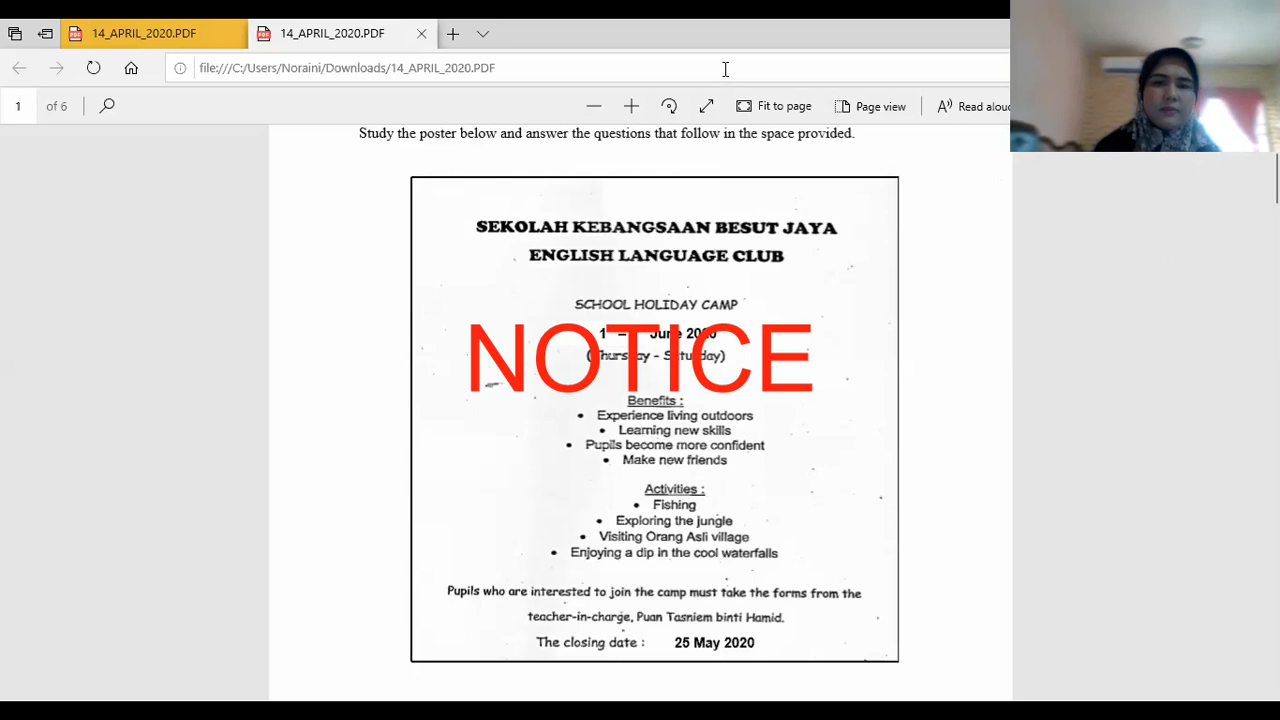 14_APRIL_2020.PDF
14_APRIL_2020.PDF
file:///C:/Users/Noraini/Downloads/14_APRIL_2020.PDF
1 of 6
Fit to page
Page view
Read
Study the poster below and answer the questions that follow in the space provided.
SEKOLAH KEBANGSAAN BESUT JAYA
ENGLISH LANGUAGE CLUB
SCHOOL HOLIDAY CAMP
1 – June 2020
(Thursday - Saturday)
NOTICE
Benefits :
• Experience living outdoors
• Learning new skills
• Pupils become more confident
• Make new friends
Activities :
• Fishing
• Exploring the jungle
• Visiting Orang Asli village
• Enjoying a dip in the cool waterfalls
Pupils who are interested to join the camp must take the forms from the
teacher-in-charge, Puan Tasniem binti Hamid.
The closing date : 25 May 2020